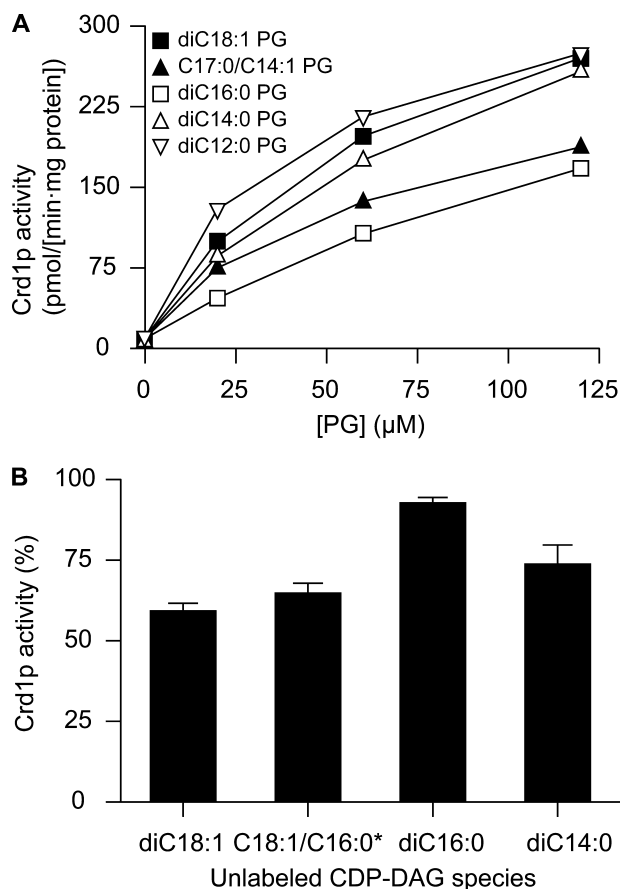 A
Crd1p activity
(pmol/[min·mg protein])
300
225
150
75
0
diC18:1 PG
C17:0/C14:1 PG
diC16:0 PG
diC14:0 PG
diC12:0 PG
0 25 50 75 100 125
[PG] (µM)
B
Crd1p activity (%)
100
75
50
25
0
diC18:1 C18:1/C16:0* diC16:0 diC14:0
Unlabeled CDP-DAG species